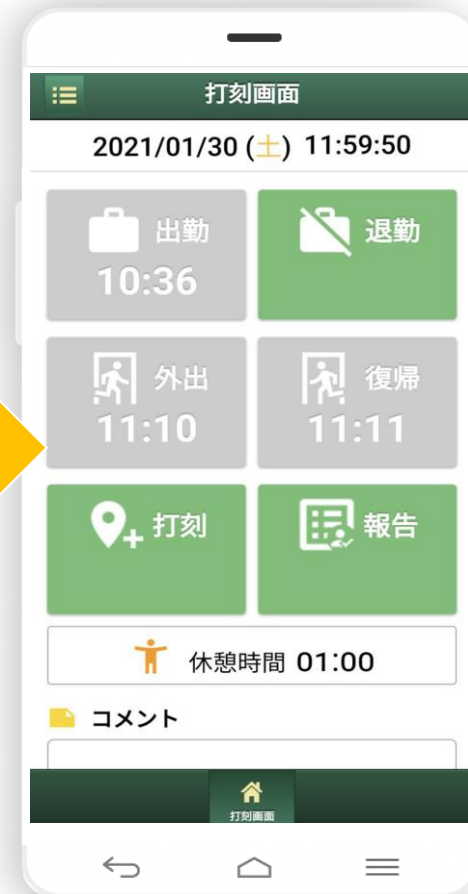 打刻画面
2021/01/30 (土) 11:59:50
出勤
10:36
退勤
外出
11:10
復帰
11:11
打刻
報告
休憩時間 01:00
コメント
打刻画面